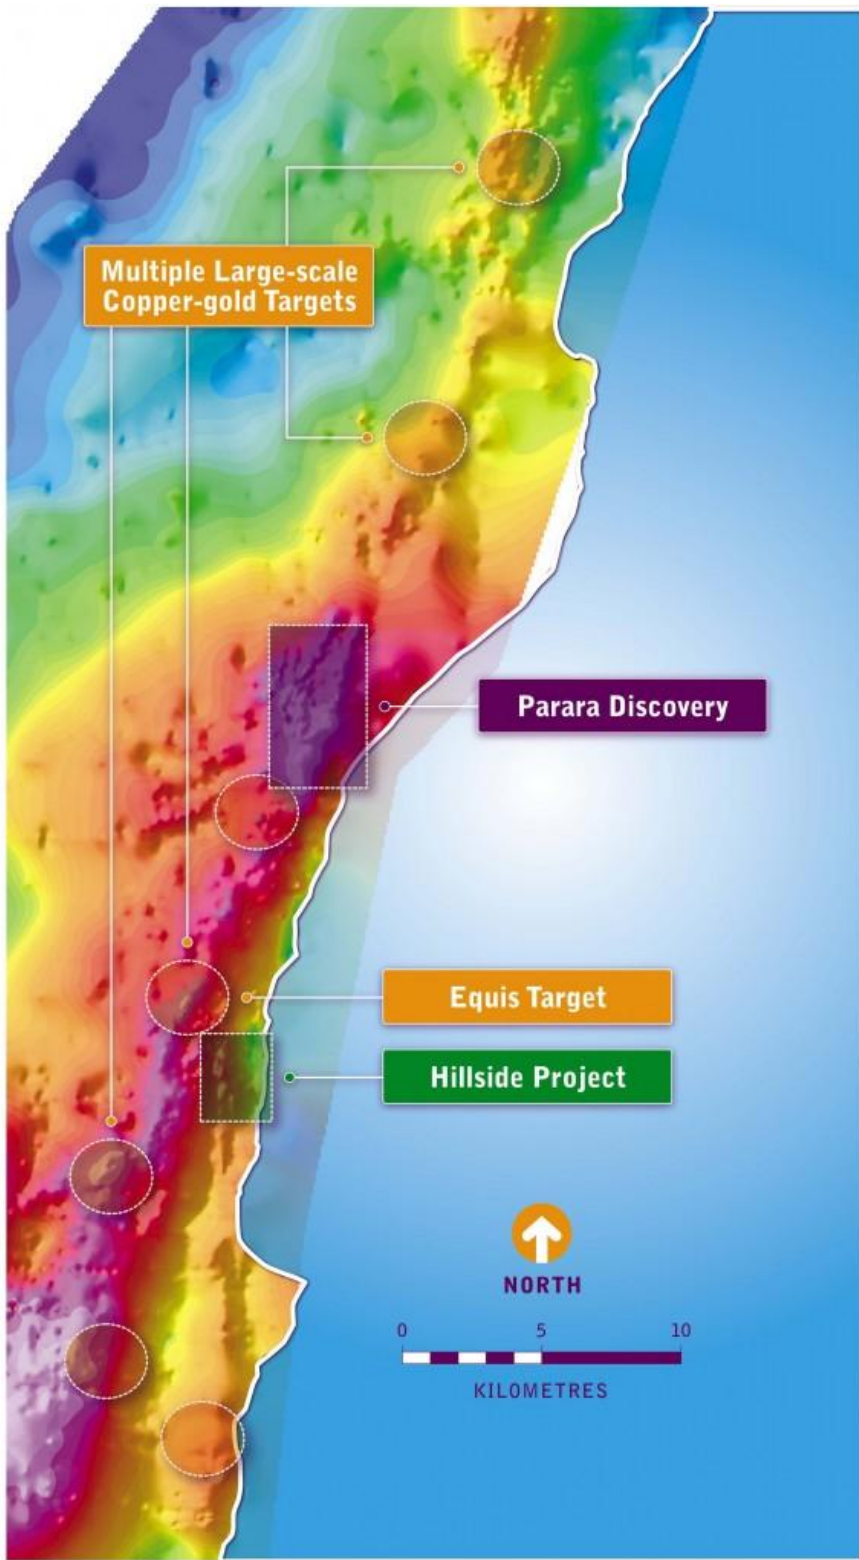 Multiple Large-scale
Copper-gold Targets
Parara Discovery
Equis Target
Hillside Project
NORTH
0 5 10
KILOMETRES